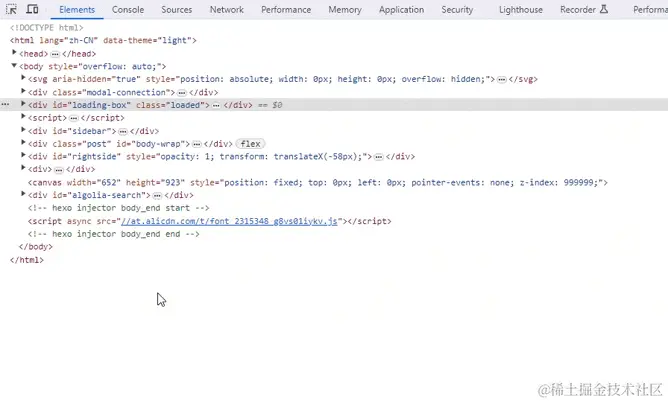 Elements Console Sources Network Performance Memory Application Security Lighthouse Recorder Performa
<!DOCTYPE html>
<html lang="zh-CN" data-theme="light">
<head>…</head>
<body style="overflow: auto;">
<svg aria-hidden="true" style="position: absolute; width: 0px; height: 0px; overflow: hidden;">…</svg>
<div class="modal-connection">…</div>
… <div id="loading-box" class="loaded">…</div> == $0
<script>…</script>
<div id="sidebar">…</div>
<div class="post" id="body-wrap">…</div> flex
<div id="rightside" style="opacity: 1; transform: translateX(-58px);">…</div>
<div>…</div>
<canvas width="652" height="923" style="position: fixed; top: 0px; left: 0px; pointer-events: none; z-index: 999999;">
<div id="algolia-search">…</div>
<!-- hexo injector body_end start -->
<script async src="//at.alicdn.com/t/font_2315348_g8vs01iykv.js"></script>
<!-- hexo injector body_end end -->
</body>
</html>
@稀土掘金技术社区